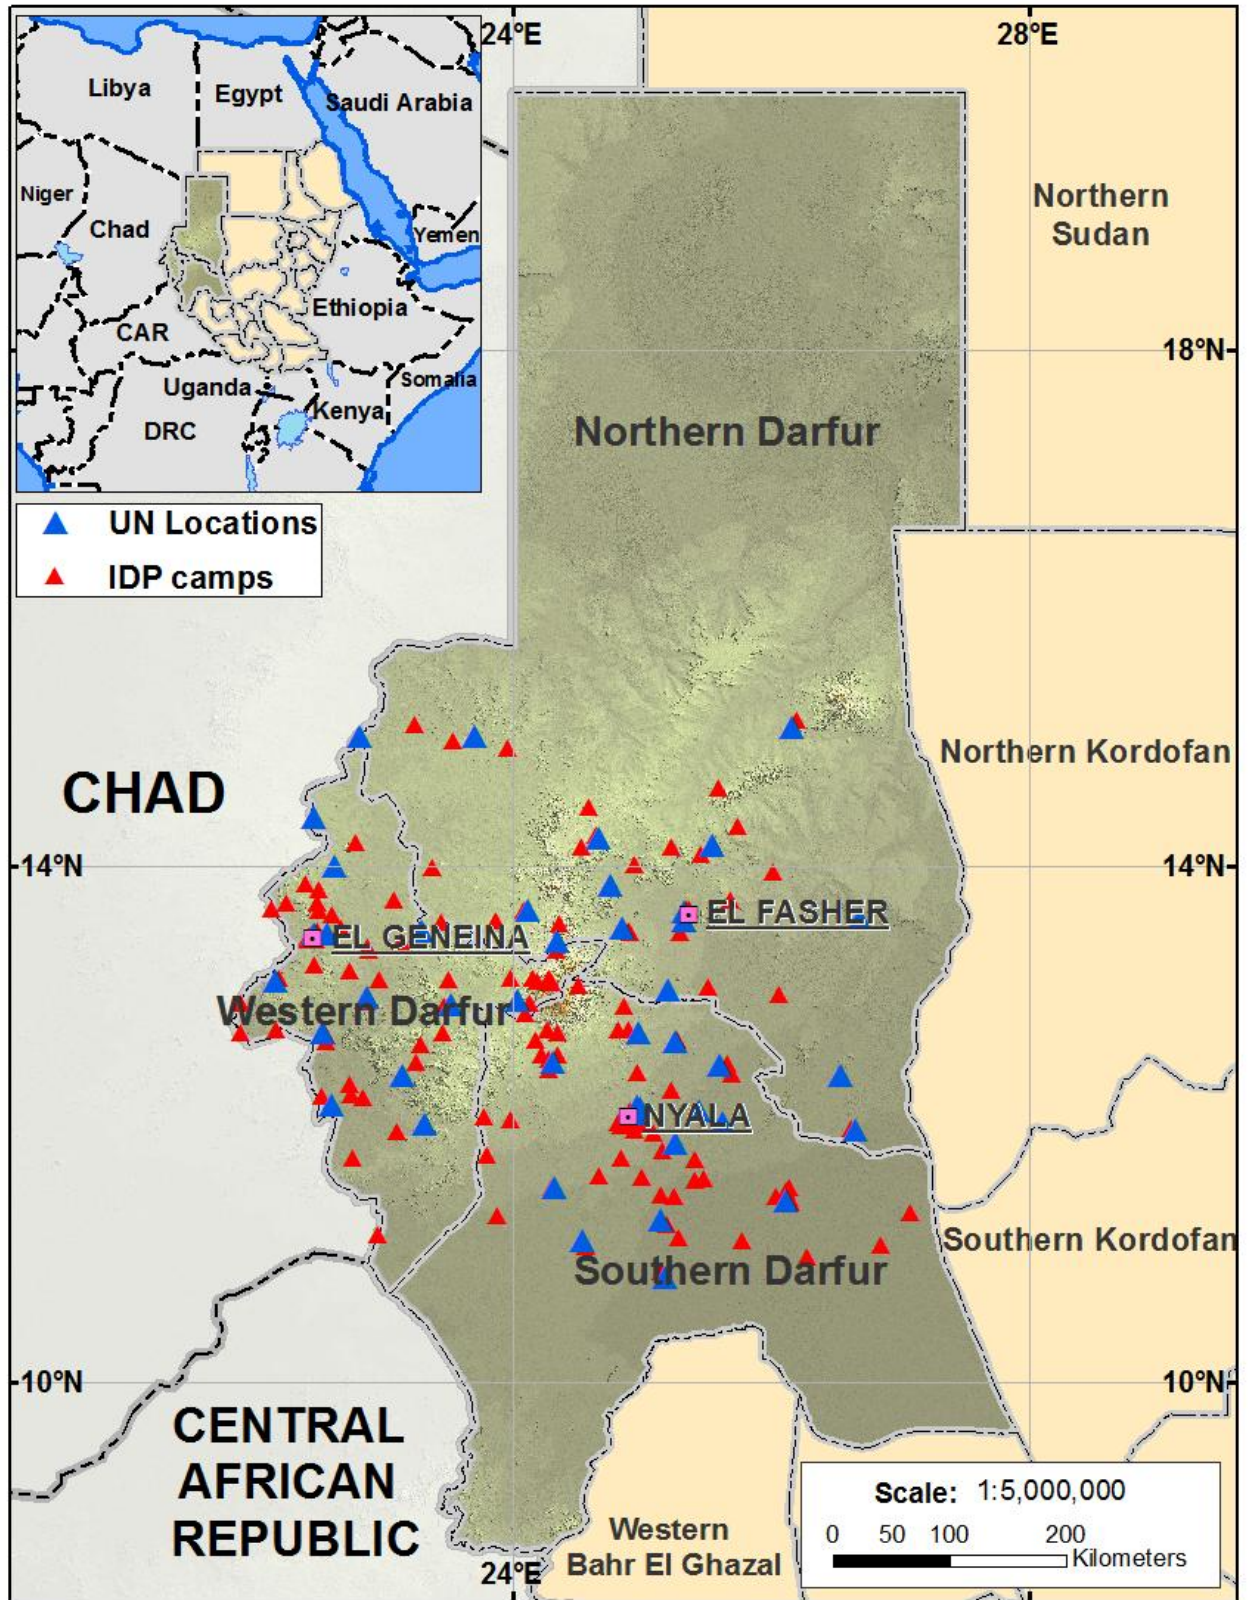 24°E
28°E
Libya
Egypt
Saudi Arabia
Niger
Chad
Yemen
CAR
Ethiopia
Uganda
Somalia
Kenya
DRC
Northern
Sudan
18°N
Northern Darfur
UN Locations
IDP camps
CHAD
Northern Kordofan
14°N
14°N
EL FASHER
EL GENEINA
Western Darfur
NYALA
Southern Kordofan
Southern Darfur
10°N
10°N
CENTRAL
AFRICAN
REPUBLIC
Scale: 1:5,000,000
0 50 100 200
Kilometers
Western
Bahr El Ghazal
24°E